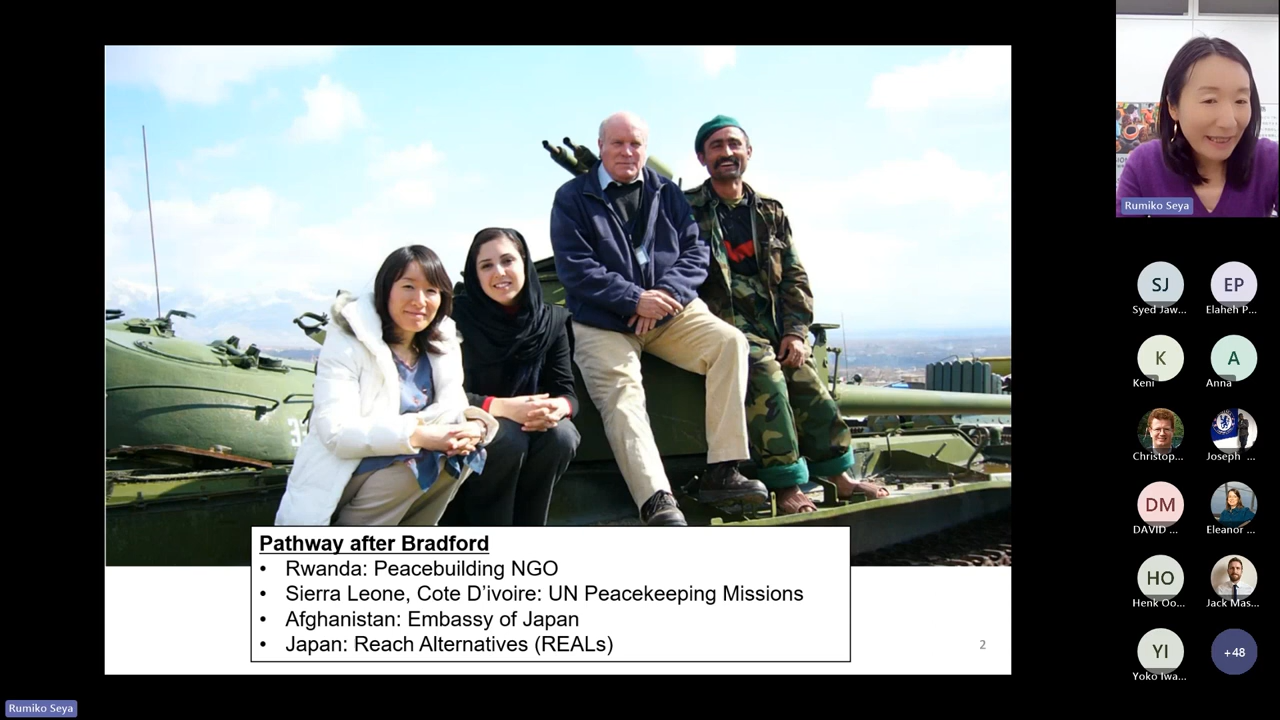 Pathway after Bradford
• Rwanda: Peacebuilding NGO
• Sierra Leone, Cote D’ivoire: UN Peacekeeping Missions
• Afghanistan: Embassy of Japan
• Japan: Reach Alternatives (REALs)
2
Rumiko Seya
Rumiko Seya
SJ
Syed Jaw...
EP
Elaheh P...
K
Keni
A
Anna
Christop...
Joseph ...
DM
DAVID ...
Eleanor ...
HO
Henk Oo...
Jack Mas...
YI
Yoko Iwa...
+48